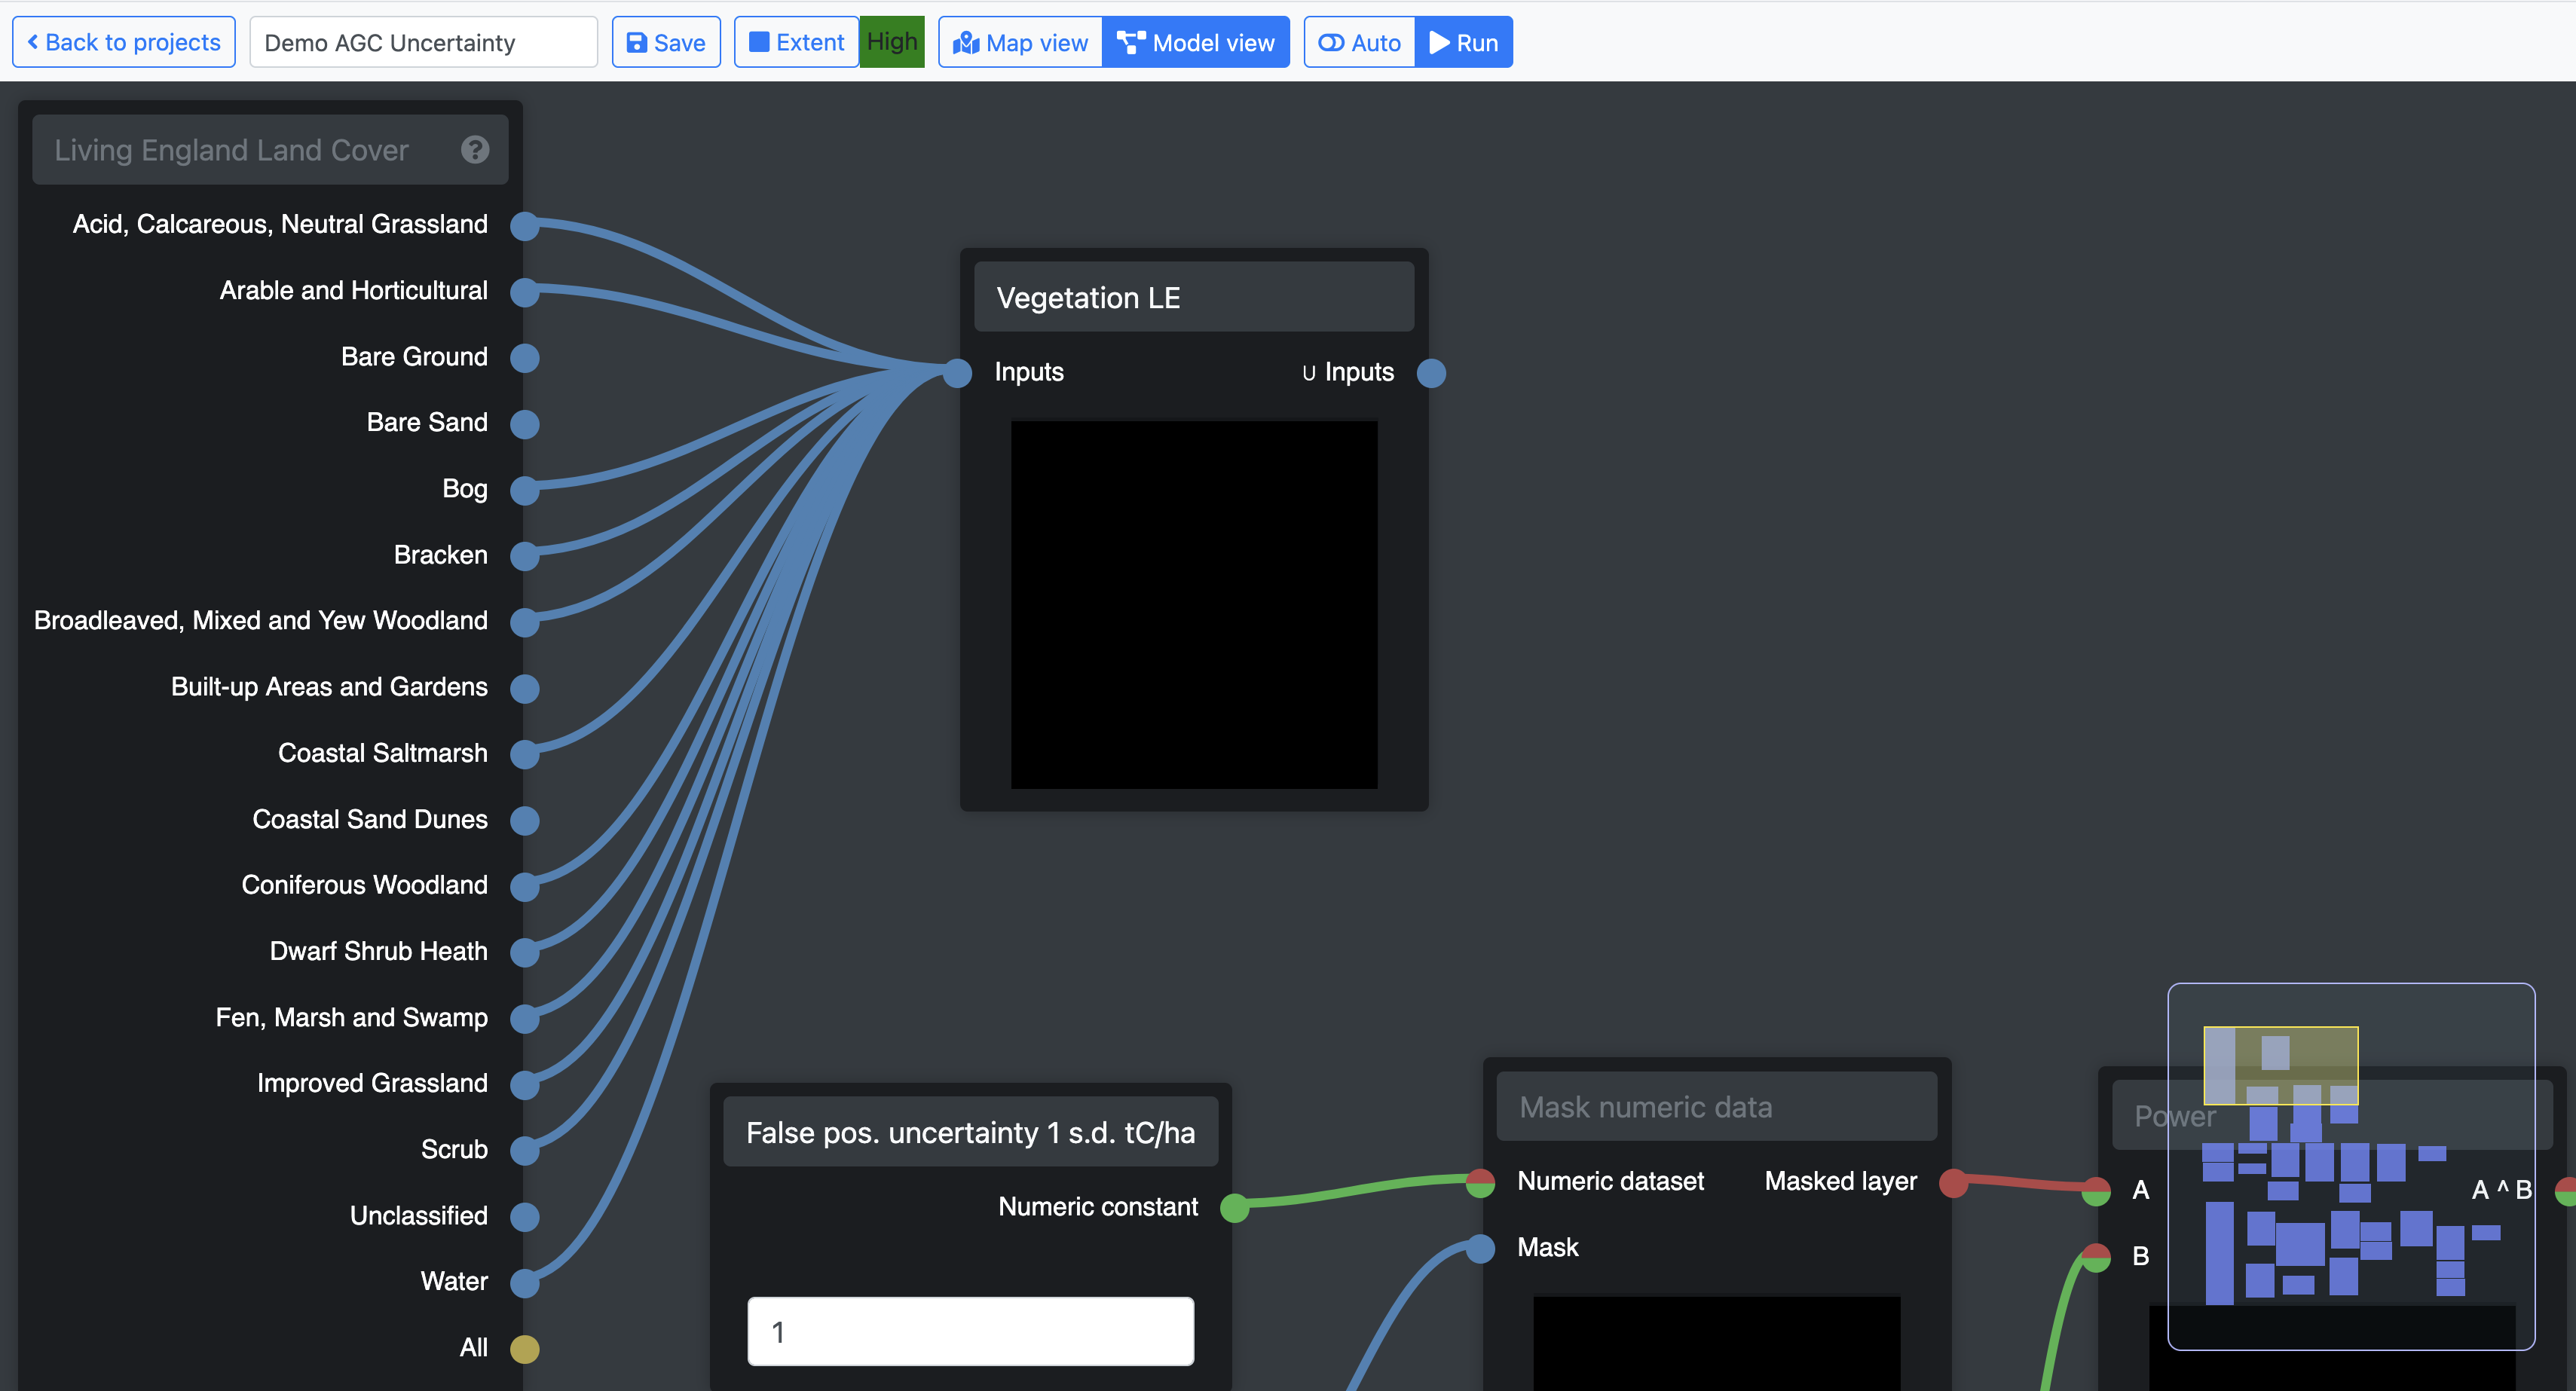 Back to projects
Demo AGC Uncertainty
Save
Extent
High
Map view
Model view
Auto
Run
Living England Land Cover
Acid, Calcareous, Neutral Grassland
Arable and Horticultural
Bare Ground
Bare Sand
Bog
Bracken
Broadleaved, Mixed and Yew Woodland
Built-up Areas and Gardens
Coastal Saltmarsh
Coastal Sand Dunes
Coniferous Woodland
Dwarf Shrub Heath
Fen, Marsh and Swamp
Improved Grassland
Scrub
Unclassified
Water
All
Vegetation LE
Inputs
∪ Inputs
False pos. uncertainty 1 s.d. tC/ha
Numeric constant
1
Mask numeric data
Numeric dataset
Masked layer
Mask
Power
A
A ^ B
B